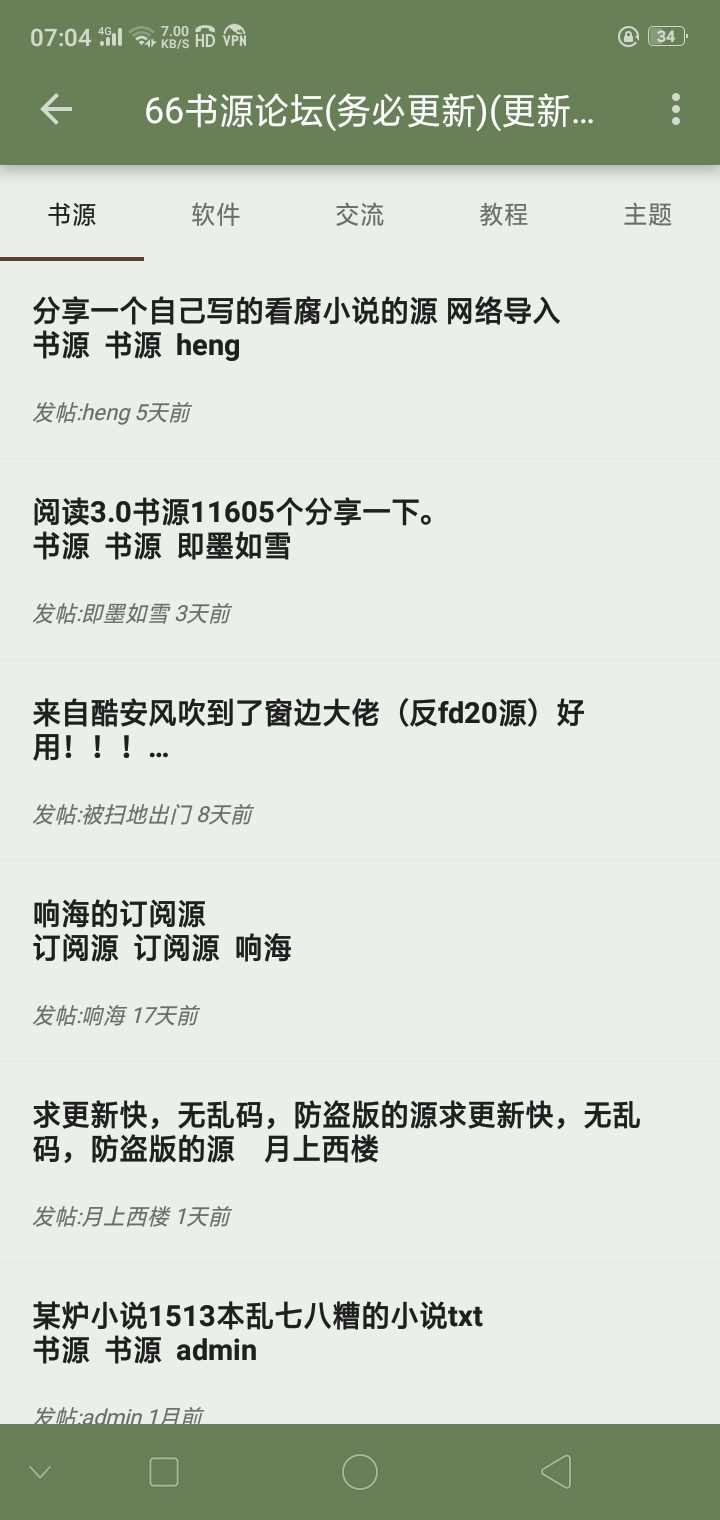 07:04 4G 7.00 KB/S HD VPN 34
66书源论坛(务必更新)(更新...
书源 软件 交流 教程 主题
分享一个自己写的看腐小说的源 网络导入
书源 书源 heng
发帖:heng 5天前
阅读3.0书源11605个分享一下。
书源 书源 即墨如雪
发帖:即墨如雪 3天前
来自酷安风吹到了窗边大佬（反fd20源）好
用！！！...
发帖:被扫地出门 8天前
响海的订阅源
订阅源 订阅源 响海
发帖:响海 17天前
求更新快，无乱码，防盗版的源求更新快，无乱
码，防盗版的源 月上西楼
发帖:月上西楼 1天前
某炉小说1513本乱七八糟的小说txt
书源 书源 admin
发帖:admin 1月前